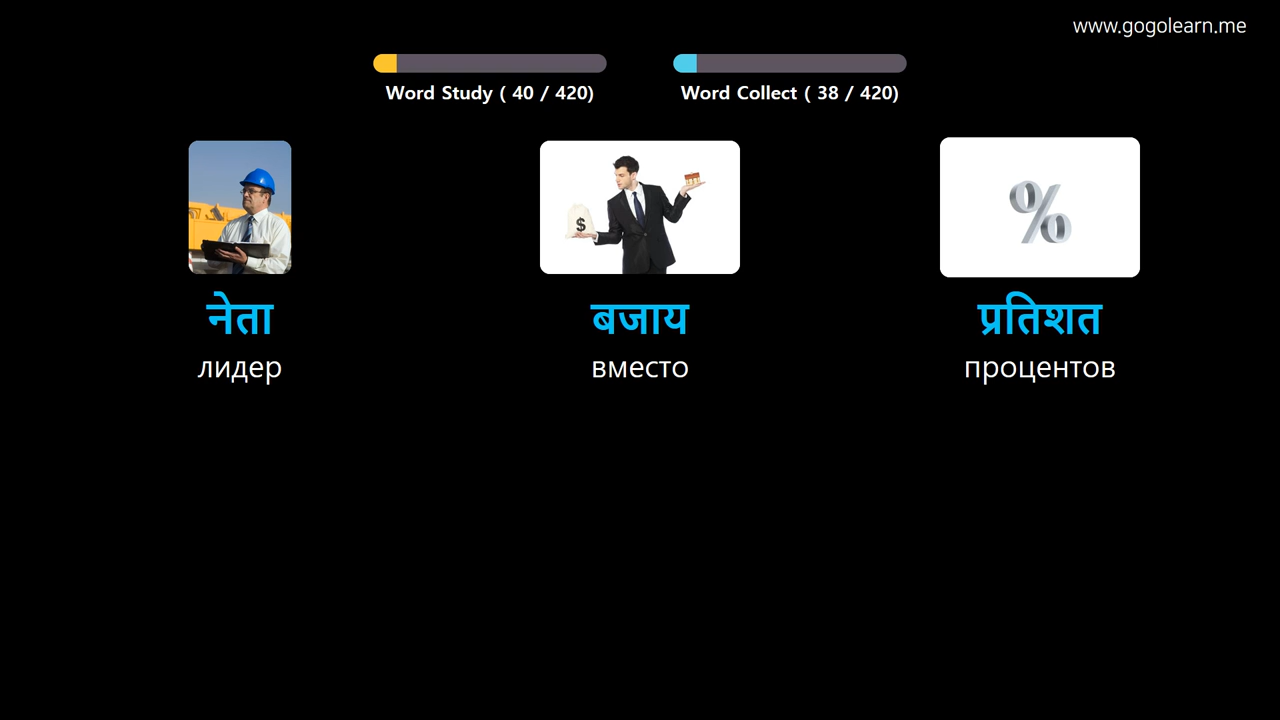 www.gogolearn.me
Word Study ( 40 / 420)
Word Collect ( 38 / 420)
$
%
नेता
बजाय
प्रतिशत
лидер
вместо
процентов